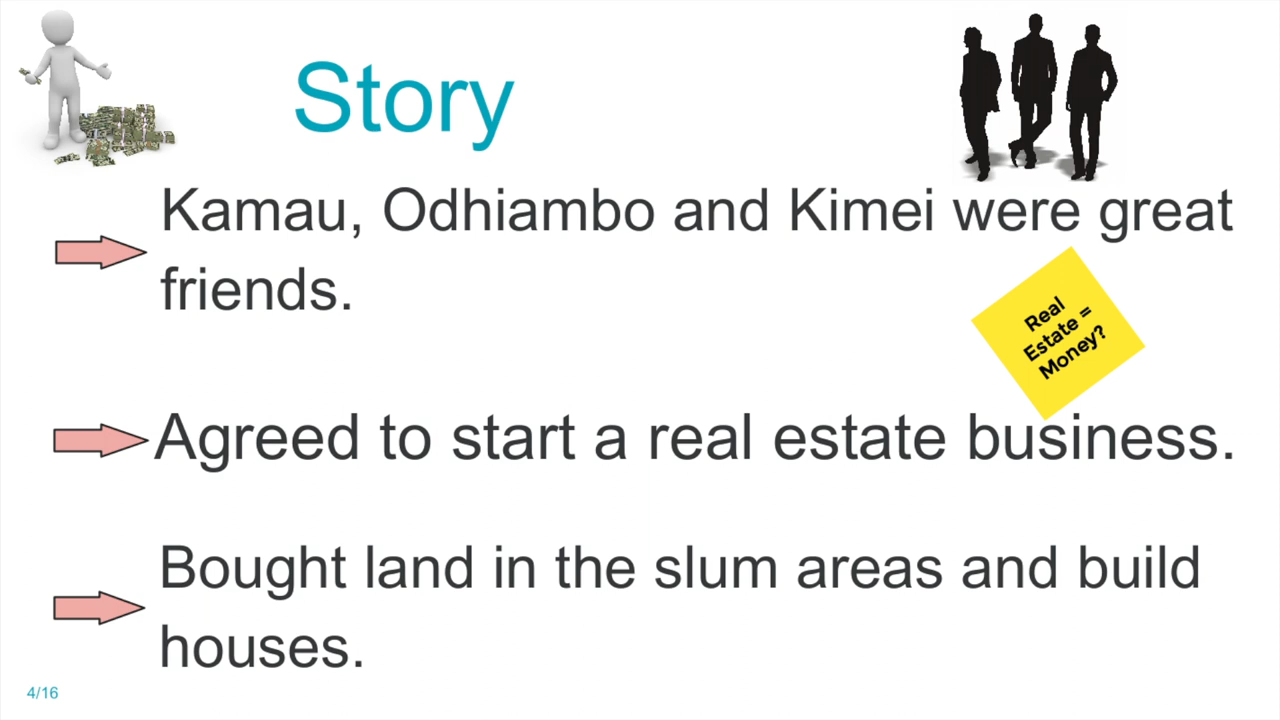 Story
Kamau, Odhiambo and Kimei were great
friends.
Real
Estate =
Money?
Agreed to start a real estate business.
Bought land in the slum areas and build
houses.
4/16